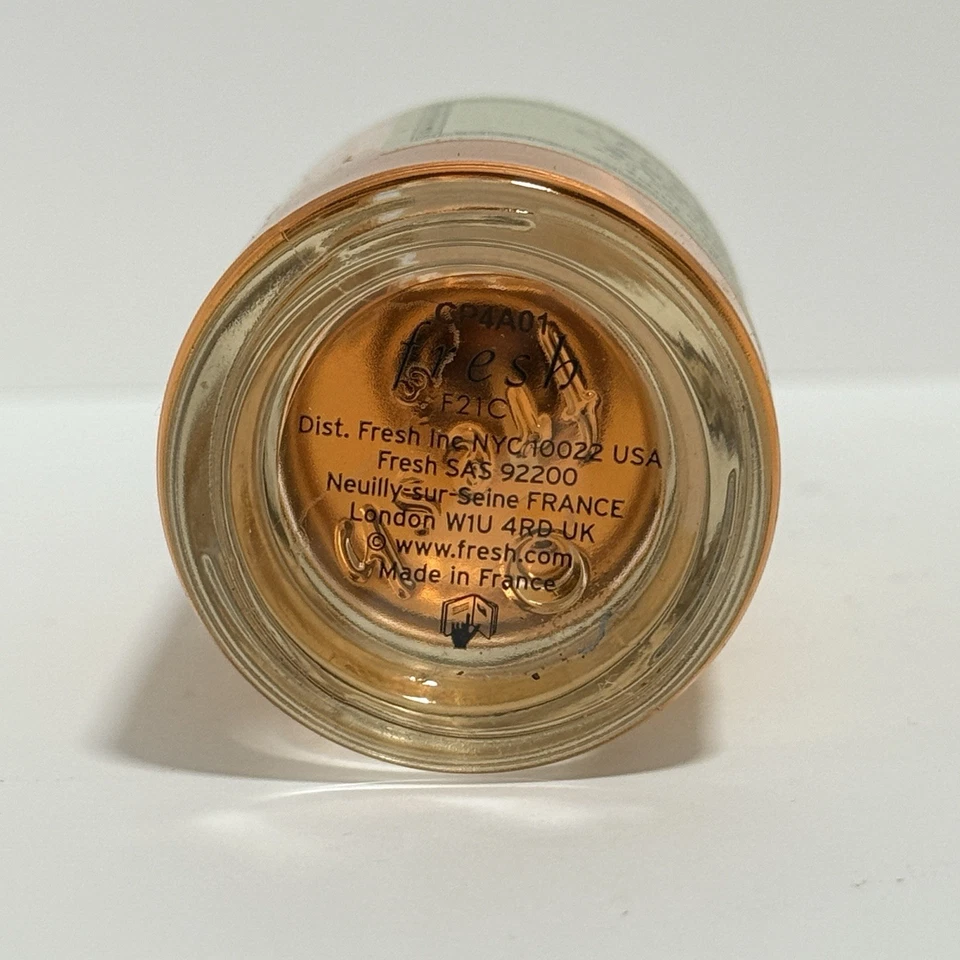 CP4A01
fresh
F21C
Dist. Fresh Inc NYC 10022 USA
Fresh SAS 92200
Neuilly-sur-Seine FRANCE
London W1U 4RD UK
© www.fresh.com
Made in France